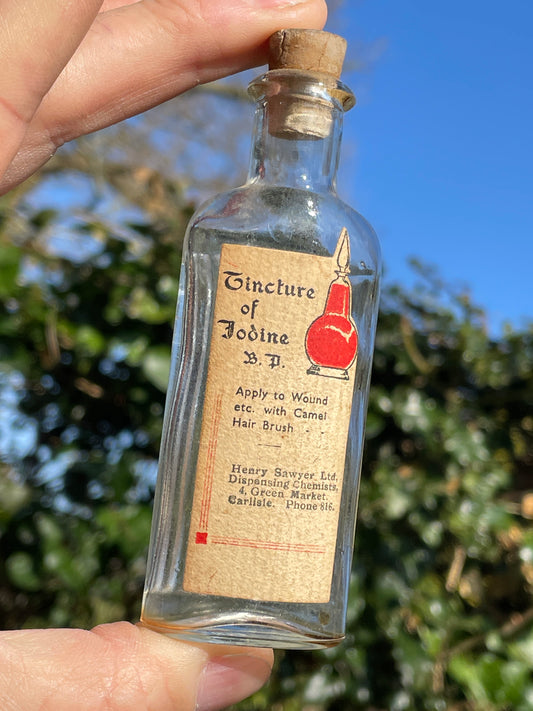 Tincture
of
Iodine
B.P.
Apply to Wound
etc. with Camel
Hair Brush - -
Henry Sawyer Ltd.
Dispensing Chemists,
4, Green Market.
Carlisle. Phone 816.